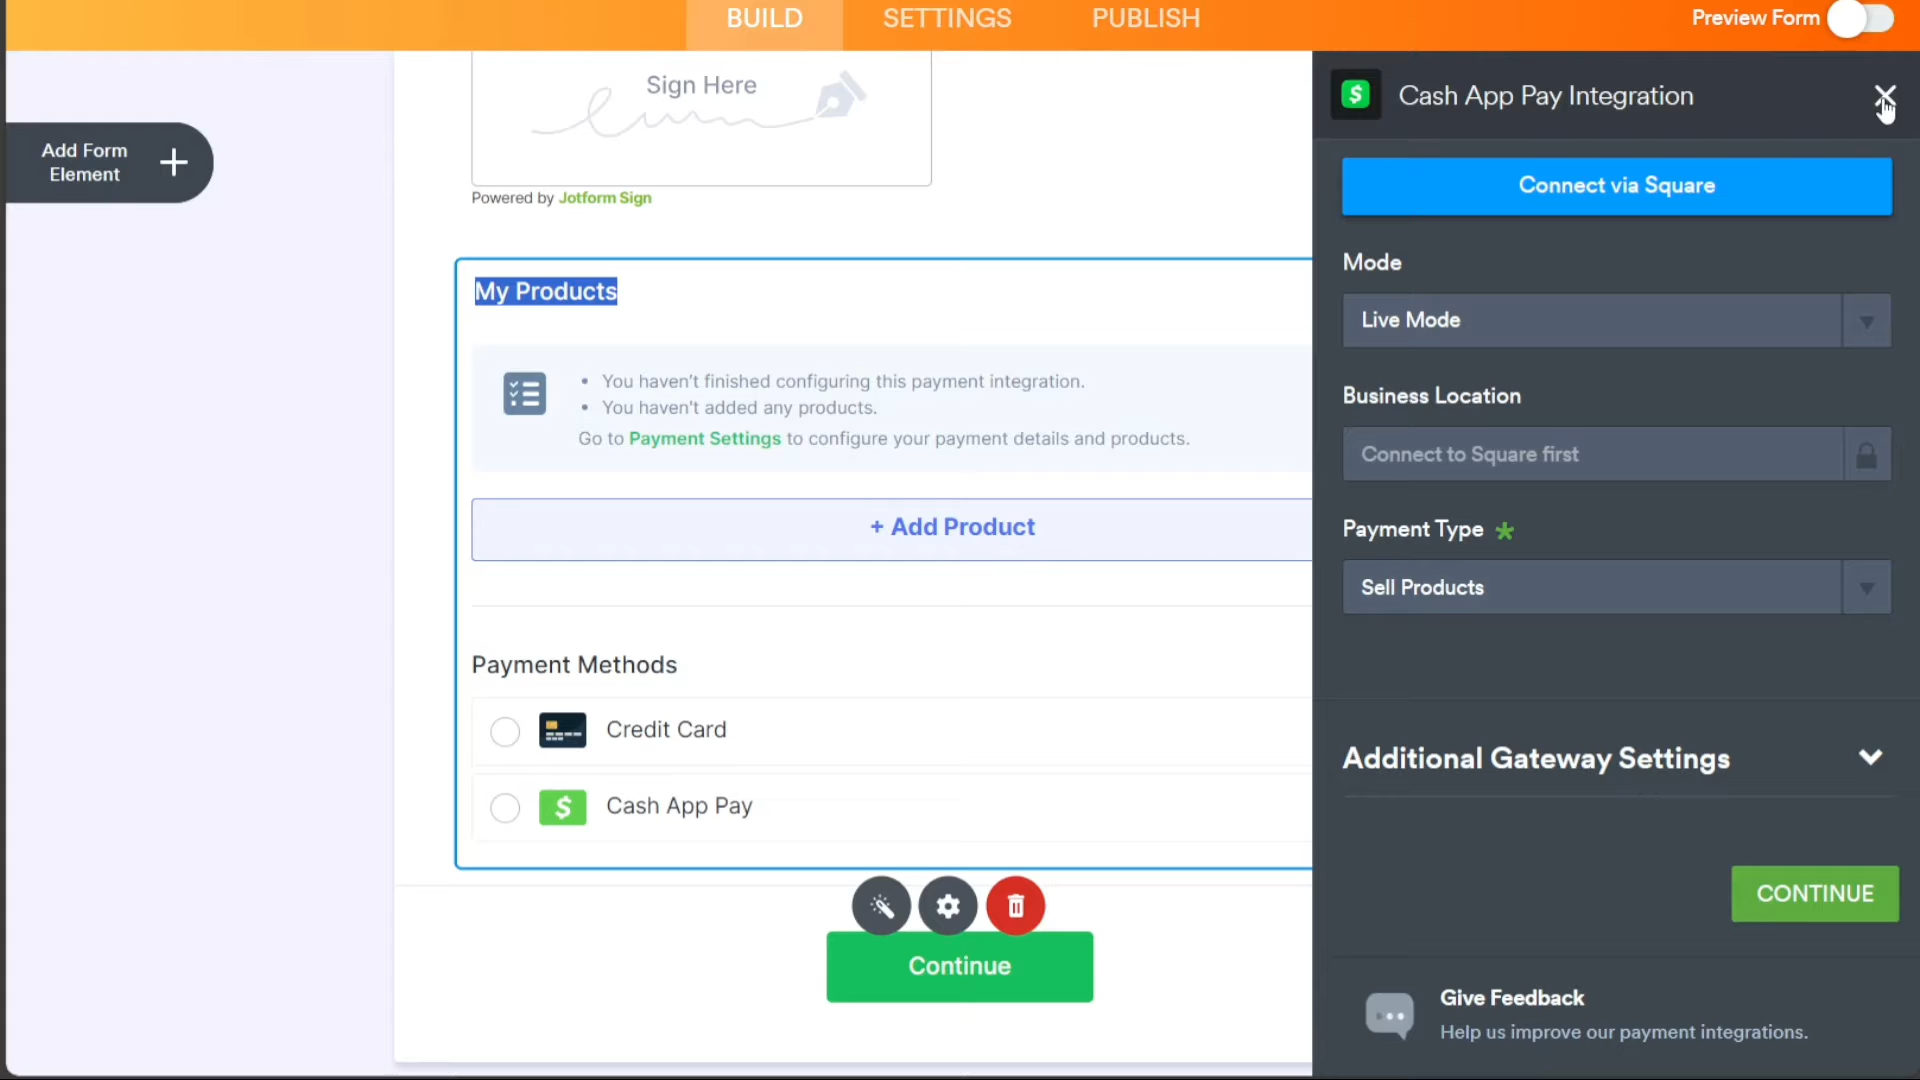 BUILD
SETTINGS
PUBLISH
Preview Form
Add Form
Element
Sign Here
Powered by Jotform Sign
My Products
You haven't finished configuring this payment integration.
You haven't added any products.
Go to Payment Settings to configure your payment details and products.
+ Add Product
Payment Methods
Credit Card
Cash App Pay
Continue
Cash App Pay Integration
Connect via Square
Mode
Live Mode
Business Location
Connect to Square first
Payment Type *
Sell Products
Additional Gateway Settings
CONTINUE
Give Feedback
Help us improve our payment integrations.